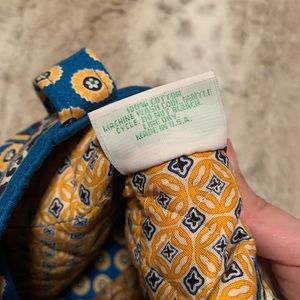 100% COTTON
MACHINE WASH COOL, GENTLE
CYCLE. DO NOT BLEACH.
LINE DRY.
MADE IN U.S.A.